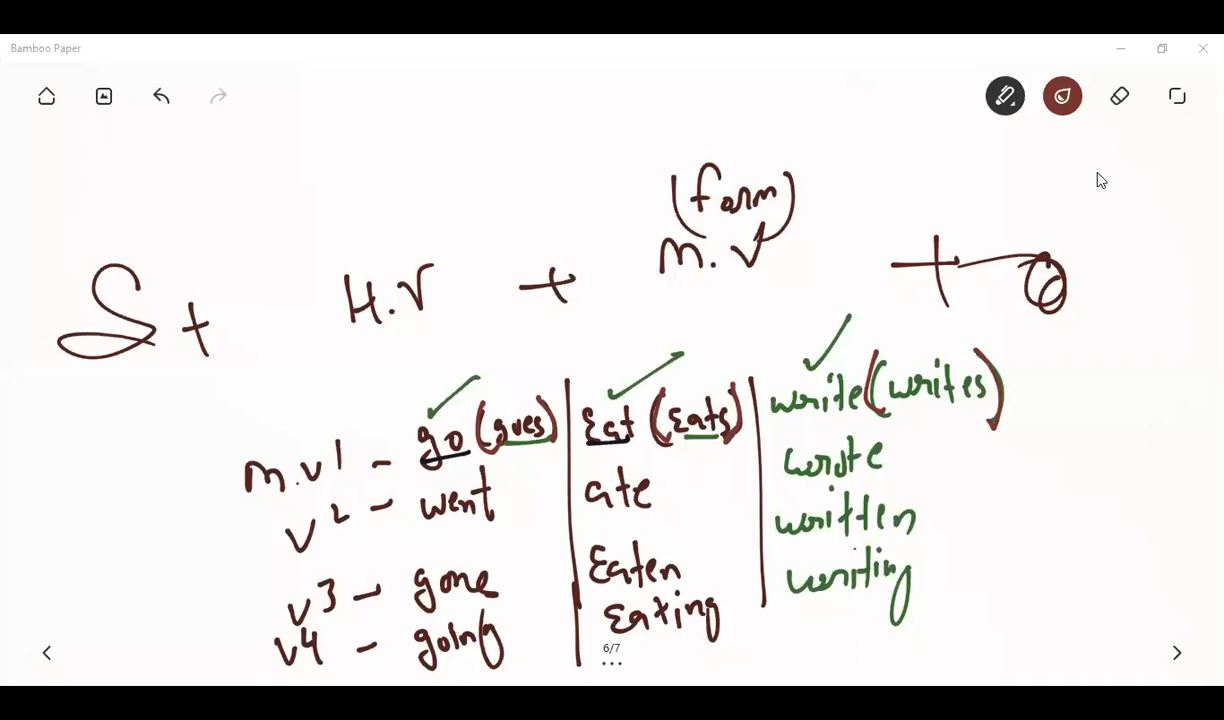 Bamboo Paper
(form)
S + H.V + M.V + O
m.v1 - go (goes) | Eat (Eats) | write (writes)
v2 - went ate wrote
v3 - gone Eaten written
v4 - going Eating writing
6/7